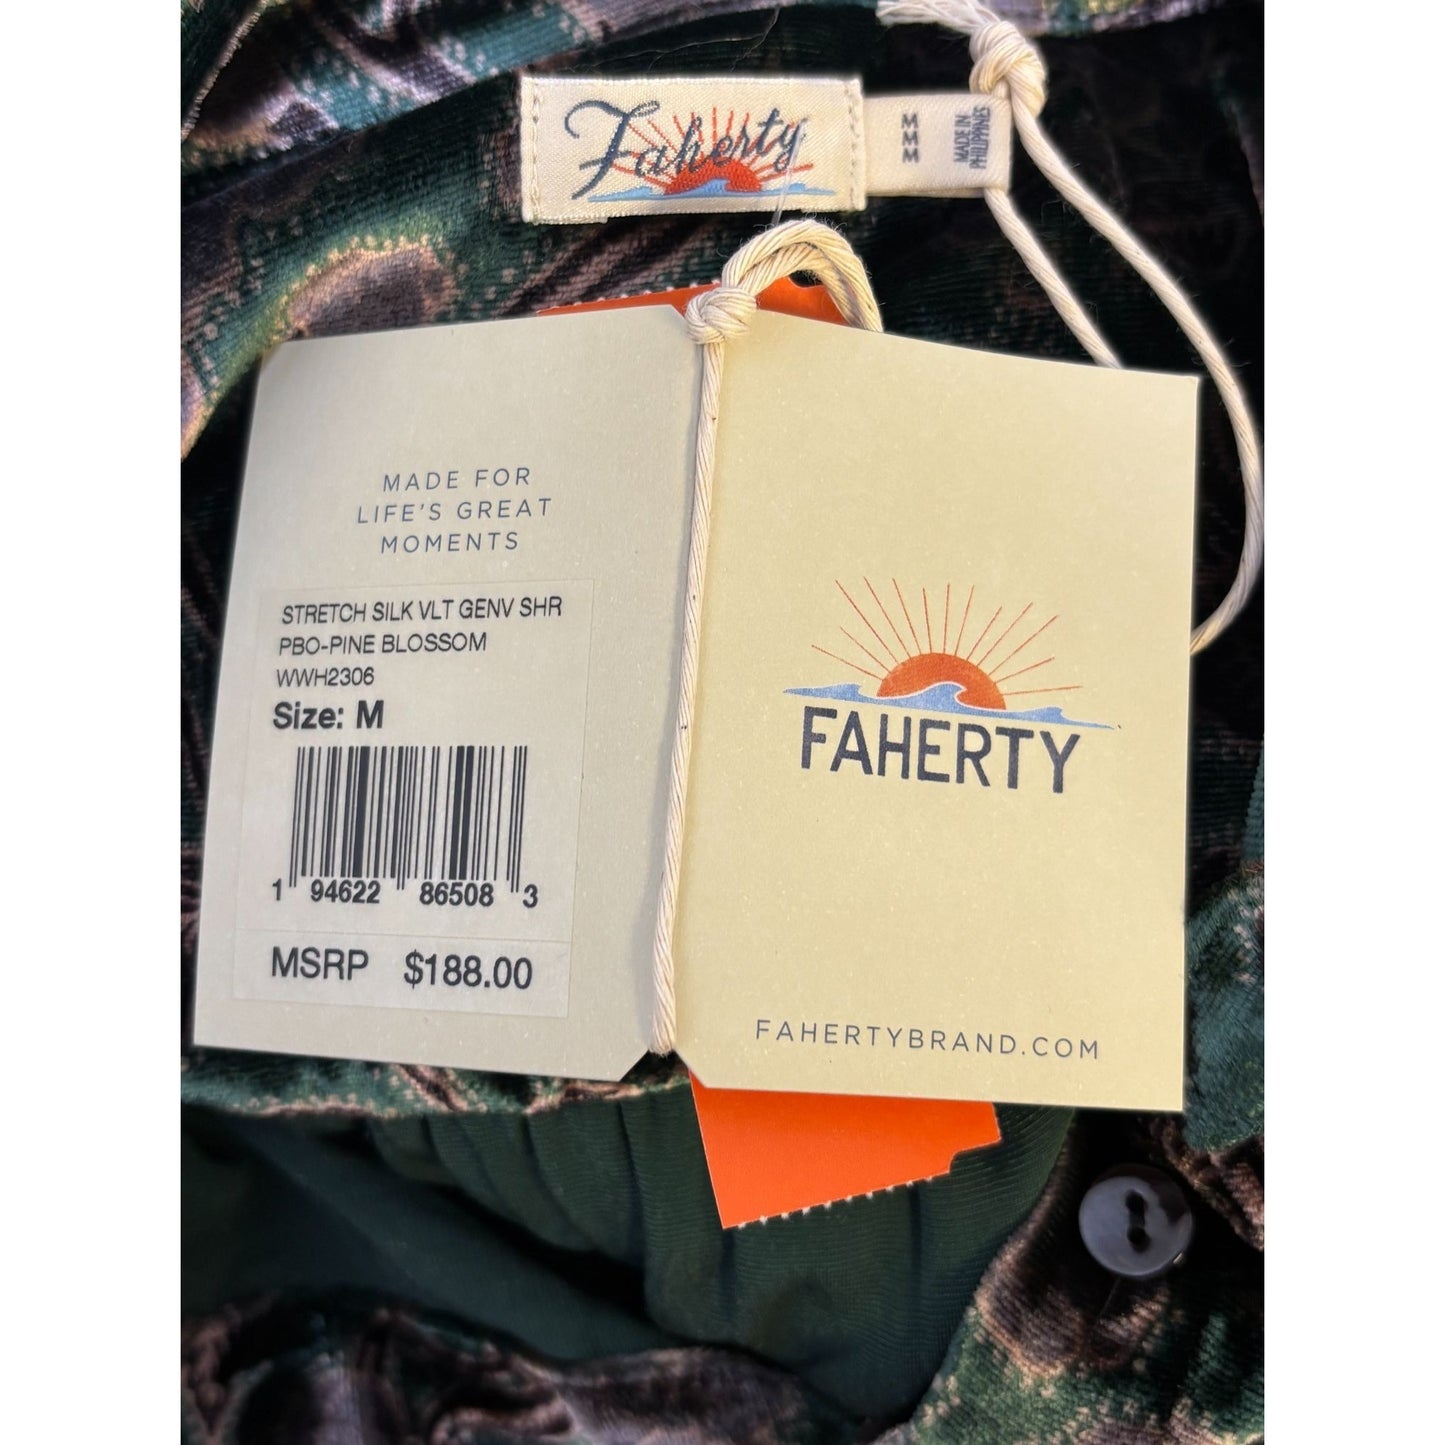 Faherty
M
M
M
MADE IN
PHILIPPINES
MADE FOR
LIFE'S GREAT
MOMENTS
STRETCH SILK VLT GENV SHR
PBO-PINE BLOSSOM
WWH2306
Size: M
1 94622 86508 3
MSRP $188.00
FAHERTY
FAHERTYBRAND.COM